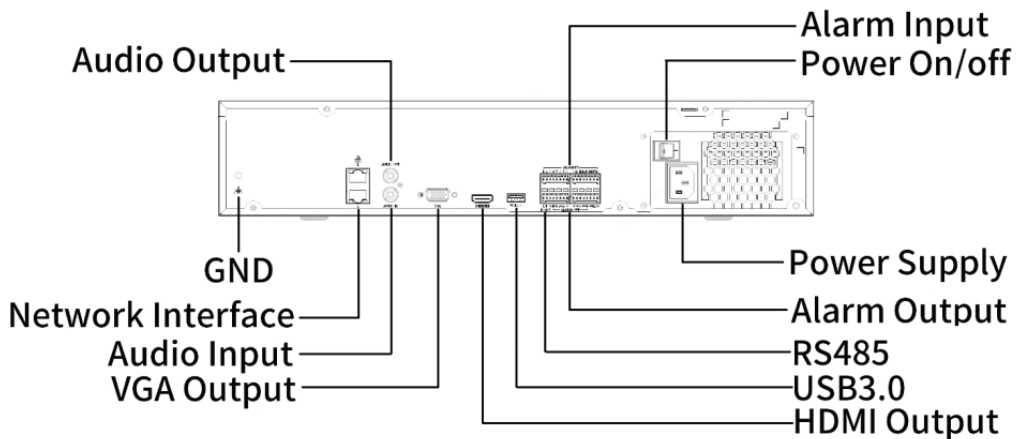 Alarm Input
Audio Output
Power On/off
GND
Power Supply
Network Interface
Alarm Output
Audio Input
RS485
VGA Output
USB3.0
HDMI Output